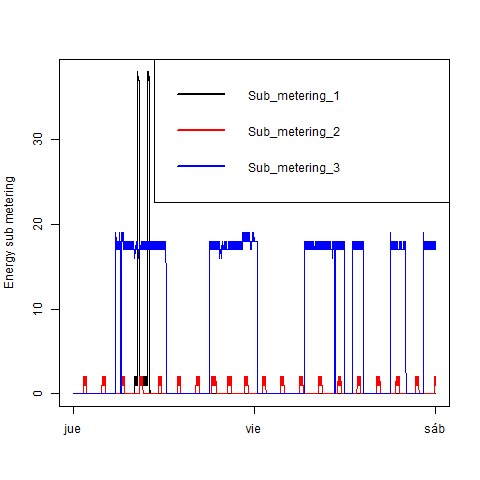 Sub_metering_1
Sub_metering_2
Sub_metering_3
Energy sub metering
30
20
10
0
jue vie sáb